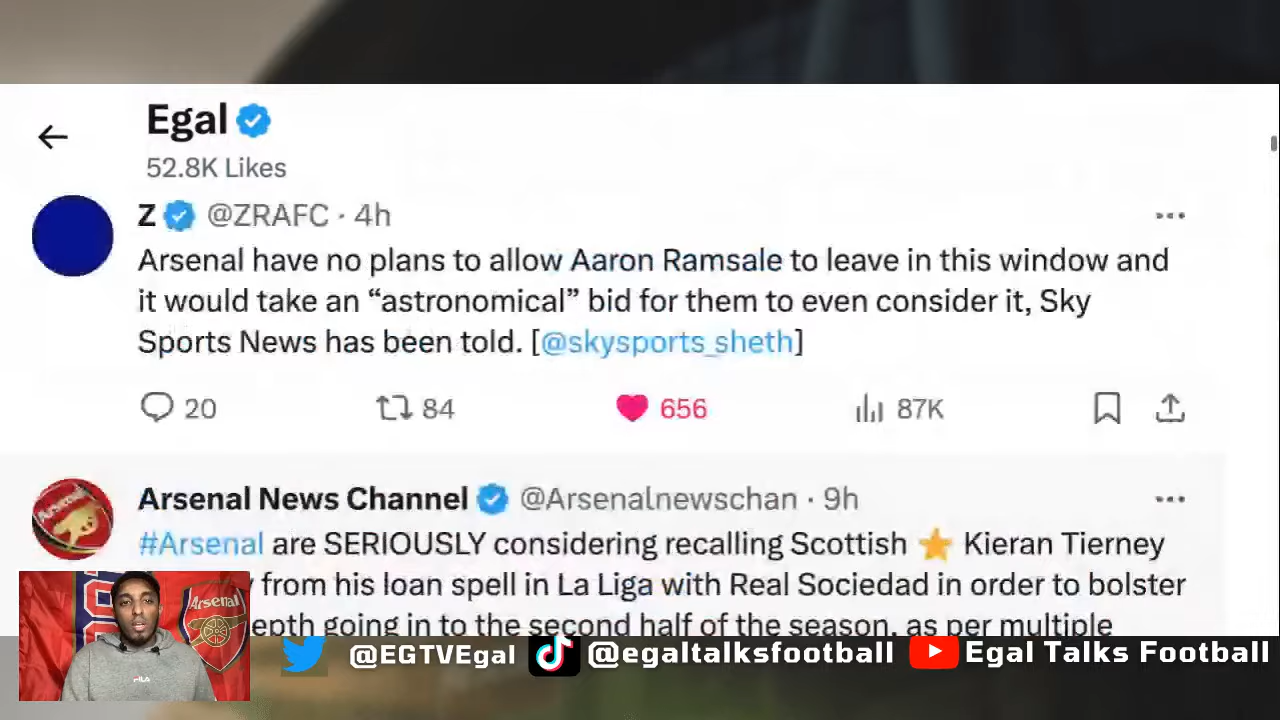 Egal
52.8K Likes
Z @ZRAFC · 4h
Arsenal have no plans to allow Aaron Ramsale to leave in this window and
it would take an “astronomical” bid for them to even consider it, Sky
Sports News has been told. [@skysports_sheth]
20 84 656 87K
Arsenal News Channel @Arsenalnewschan · 9h
#Arsenal are SERIOUSLY considering recalling Scottish ⭐ Kieran Tierney
from his loan spell in La Liga with Real Sociedad in order to bolster
going in to the second half of the season, as per multiple
Arsenal
FILA
@EGTVEgal @egaltalksfootball Egal Talks Football